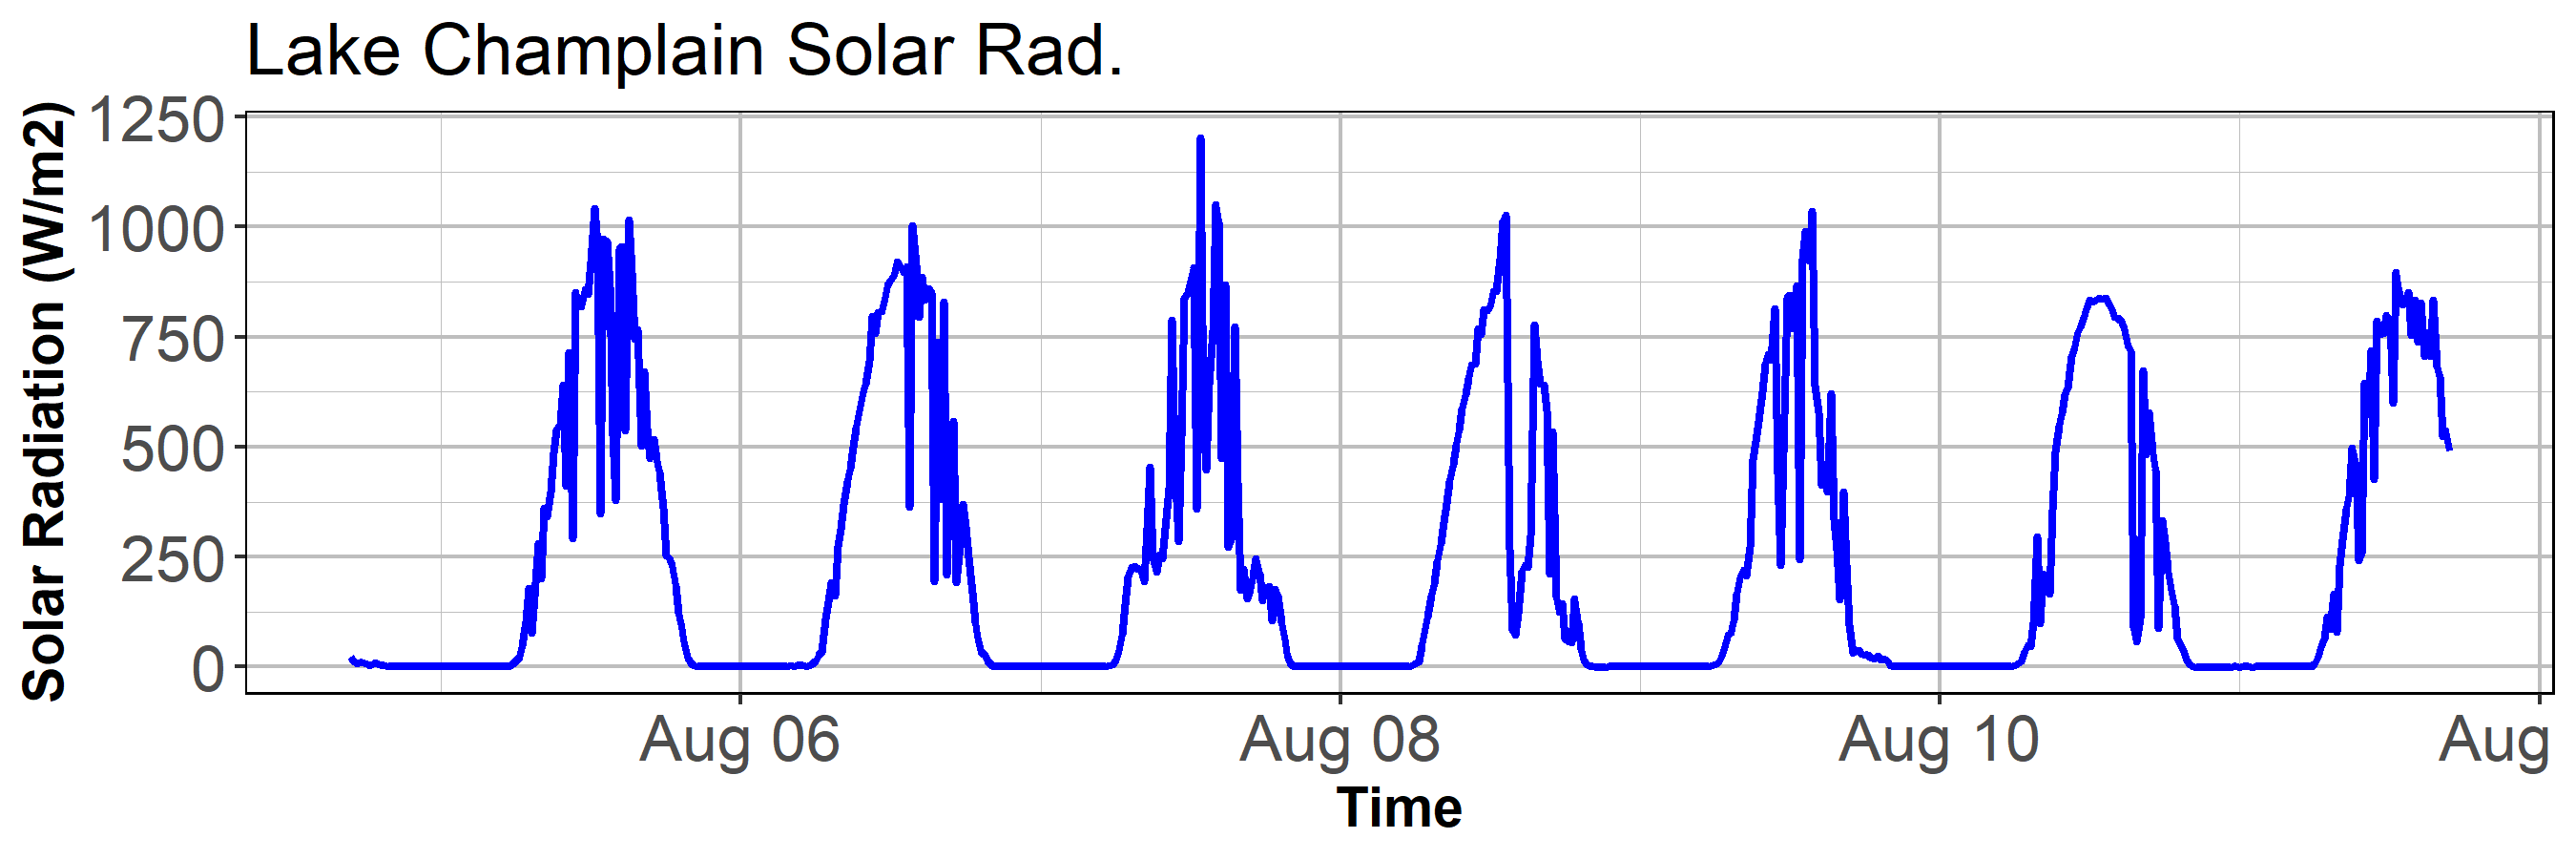 Lake Champlain Solar Rad.
Solar Radiation (W/m2)
1250
1000
750
500
250
0
Aug 06
Aug 08
Aug 10
Aug
Time